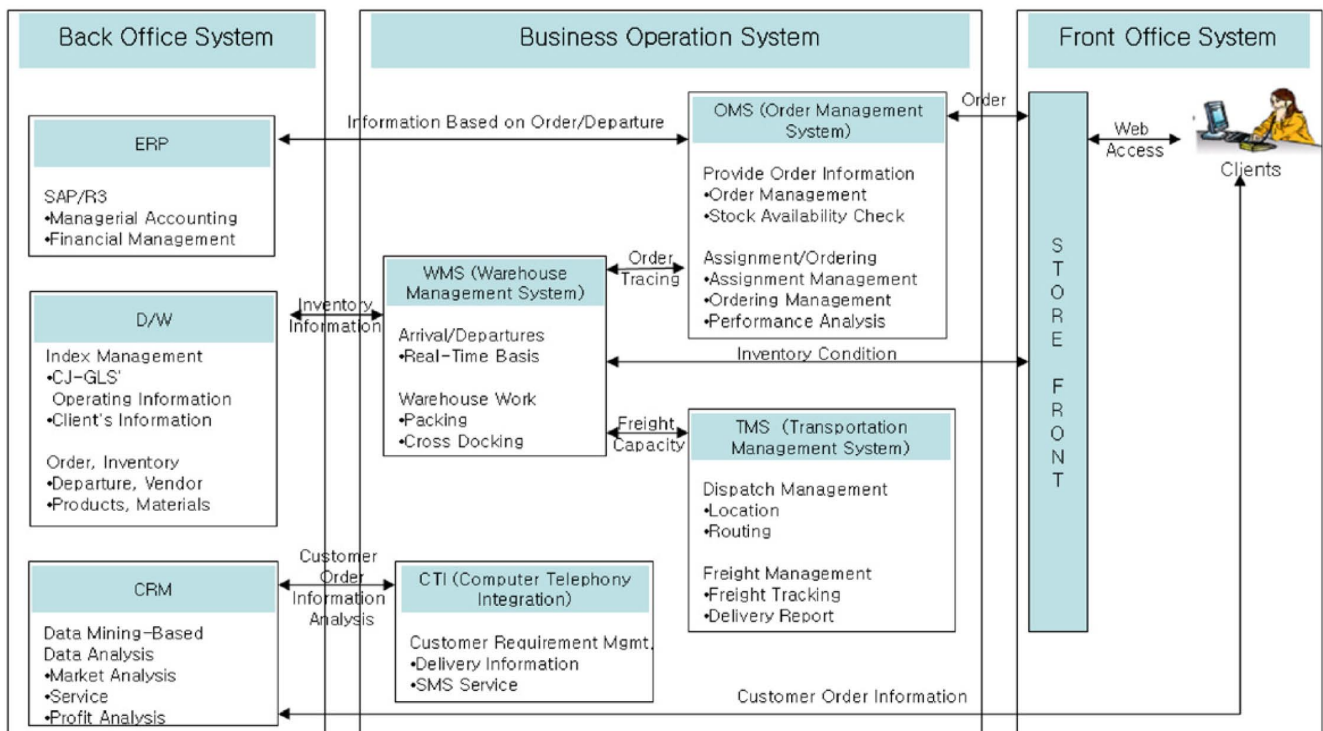 Back Office System
Business Operation System
Front Office System
ERP
SAP/R3
•Managerial Accounting
•Financial Management
D/W
Index Management
•CJ-GLS'
Operating Information
•Client's Information
Order, Inventory
•Departure, Vendor
•Products, Materials
CRM
Data Mining-Based
Data Analysis
•Market Analysis
•Service
•Profit Analysis
Information Based on Order/Departure
Inventory
Information
Customer
Order
Information
Analysis
WMS (Warehouse
Management System)
Arrival/Departures
•Real-Time Basis
Warehouse Work
•Packing
•Cross Docking
CTI (Computer Telephony
Integration)
Customer Requirement Mgmt.
•Delivery Information
•SMS Service
Order
Tracing
Freight
Capacity
OMS (Order Management
System)
Provide Order Information
•Order Management
•Stock Availability Check
Assignment/Ordering
•Assignment Management
•Ordering Management
•Performance Analysis
Inventory Condition
TMS (Transportation
Management System)
Dispatch Management
•Location
•Routing
Freight Management
•Freight Tracking
•Delivery Report
Customer Order Information
Order
STORE FRONT
Web
Access
Clients